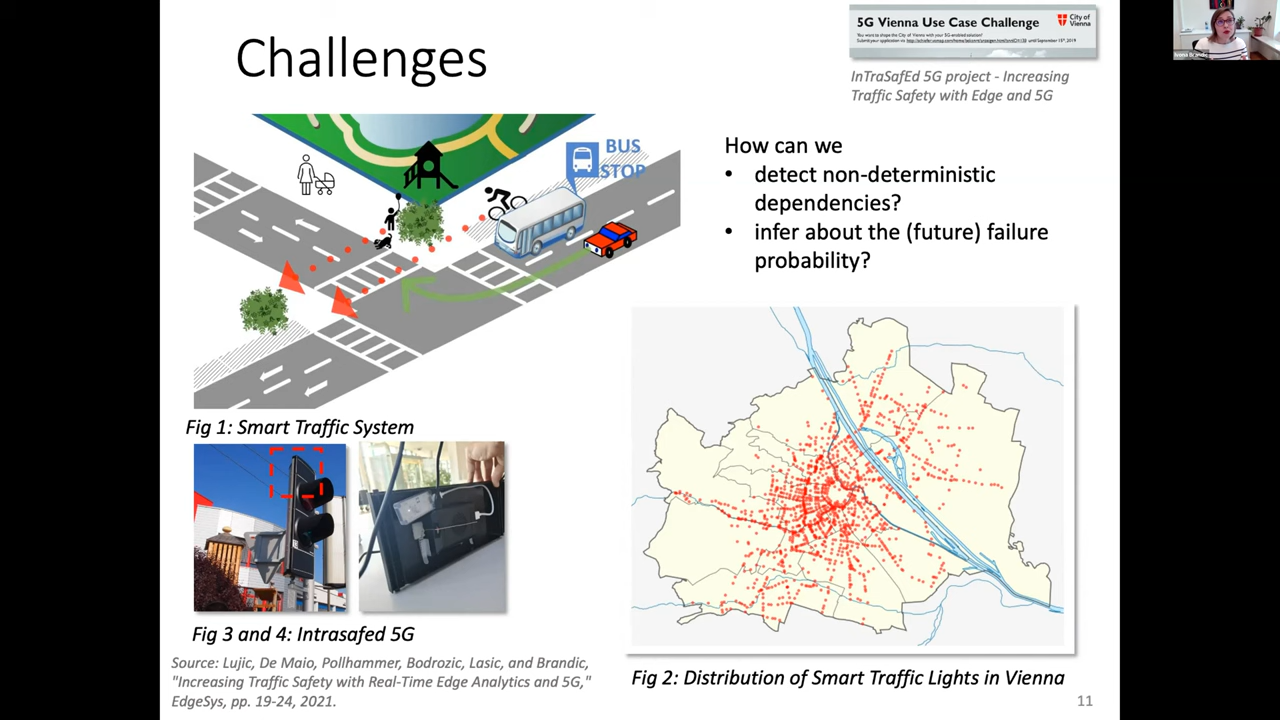 Challenges
5G Vienna Use Case Challenge
City of
Vienna
InTraSafEd 5G project - Increasing
Traffic Safety with Edge and 5G
Ivona Brandic
BUS
STOP
How can we
• detect non-deterministic
dependencies?
• infer about the (future) failure
probability?
Fig 1: Smart Traffic System
Fig 3 and 4: Intrasafed 5G
Source: Lujic, De Maio, Pollhammer, Bodrozic, Lasic, and Brandic,
"Increasing Traffic Safety with Real-Time Edge Analytics and 5G,"
EdgeSys, pp. 19-24, 2021.
Fig 2: Distribution of Smart Traffic Lights in Vienna
11